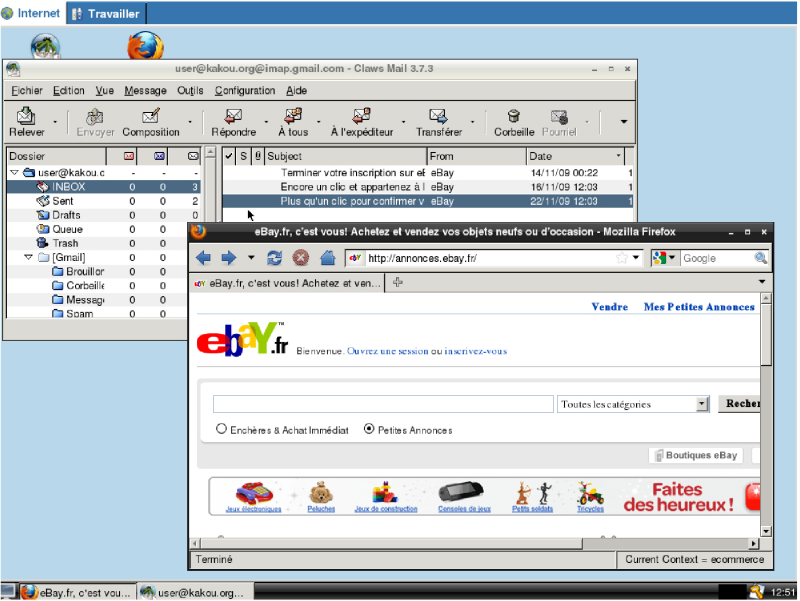 Internet Travailler
user@kakou.org@imap.gmail.com - Claws Mail 3.7.3
Fichier Edition Vue Message Outils Configuration Aide
Relever Envoyer Composition Répondre À tous À l'expéditeur Transférer Corbeille Pourriel
Dossier S Subject From Date
user@kakou.c - - -
INBOX 0 0 3
Sent 0 0 2
Drafts 0 0 0
Queue 0 0
Trash 0 0
[Gmail] 0 0
Brouillor 0 0
Corbeille 0 0
Message 0 0
Spam 0 0
Terminer votre inscription sur eB eBay 14/11/09 00:22 1
Encore un clic et appartenez à l eBay 16/11/09 12:03 1
Plus qu'un clic pour confirmer v eBay 22/11/09 12:03 1
eBay.fr, c'est vous! Achetez et vendez vos objets neufs ou d'occasion - Mozilla Firefox
http://annonces.ebay.fr/ Google
eBay.fr, c'est vous! Achetez et ven...
Vendre Mes Petites Annonces
ebaY.fr Bienvenue. Ouvrez une session ou inscrivez-vous
Toutes les catégories Recher
Enchères & Achat Immédiat Petites Annonces
Boutiques eBay
Jeux électroniques Peluches Jeux de construction Consoles de jeux Petits soldats Tricycles
Faites
des heureux !
Terminé Current Context = ecommerce
eBay.fr, c'est vou... user@kakou.org... 12:51